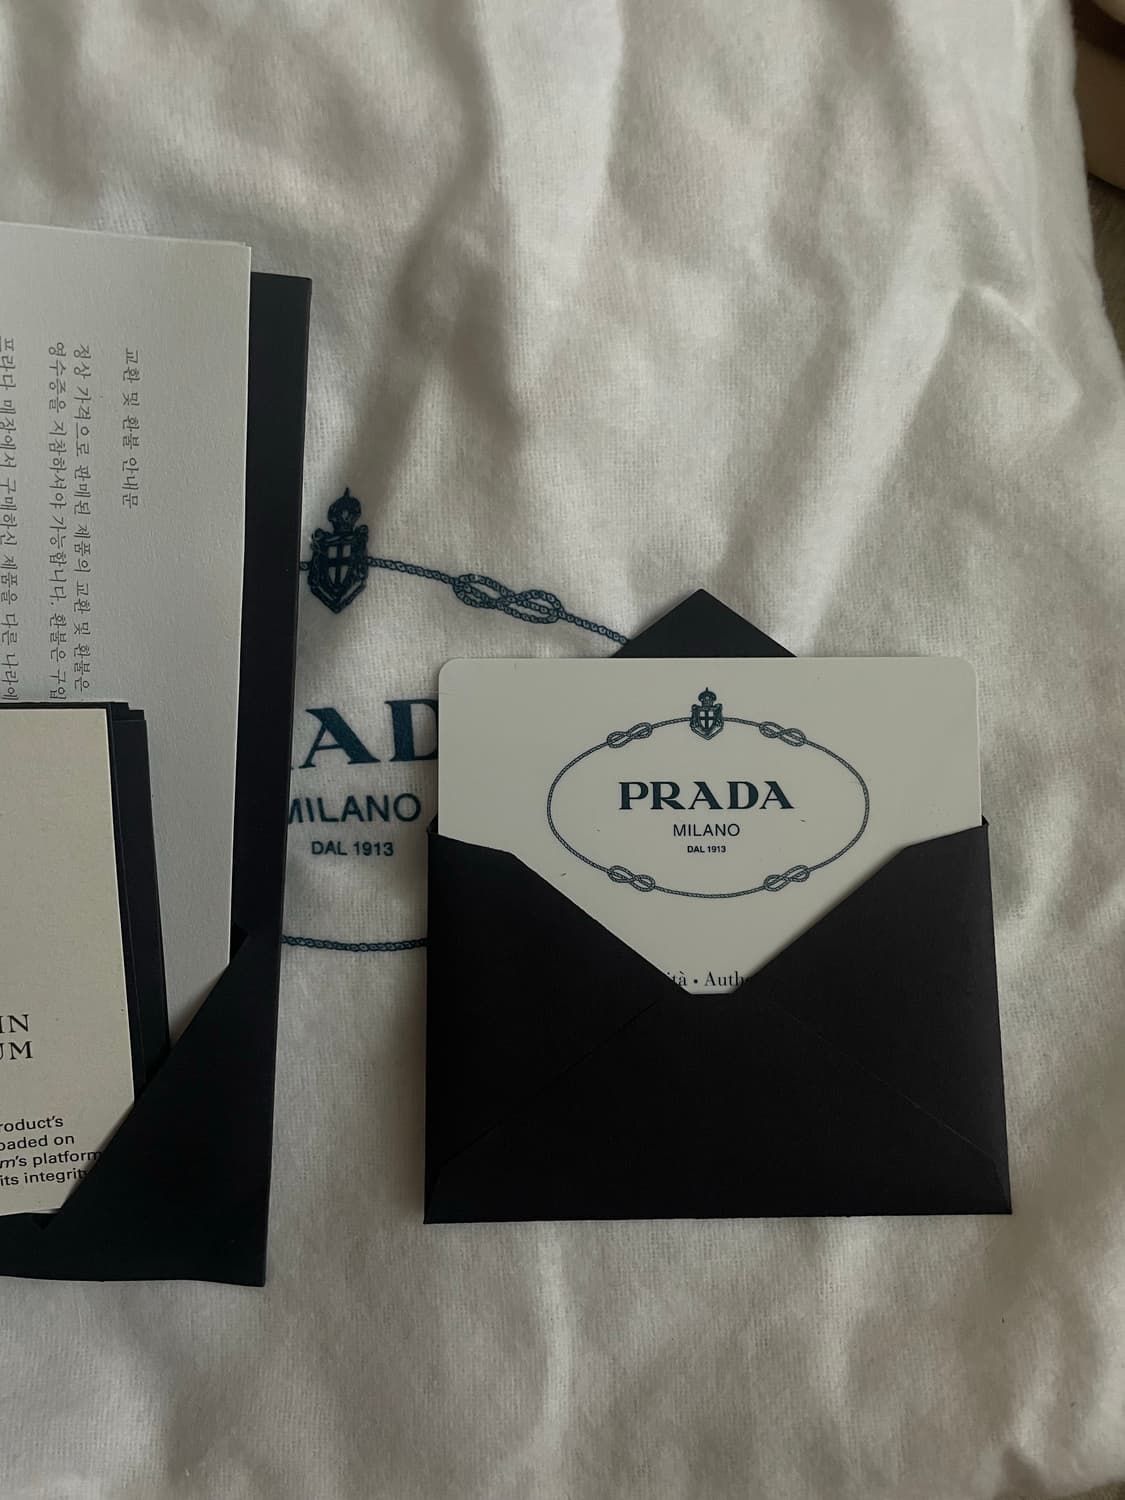 교환 및 환불 안내문
정상 가격으로 판매된 제품의 교환 및 환불은
영수증을 지참하셔야 가능합니다. 환불은 구입
프라다 매장에서 구매하신 제품을 다른 나라에
MILANO
DAL 1913
PRADA
MILANO
DAL 1913
ità • Authe
IN
UM
roduct's
oaded on
m's platform
its integrity